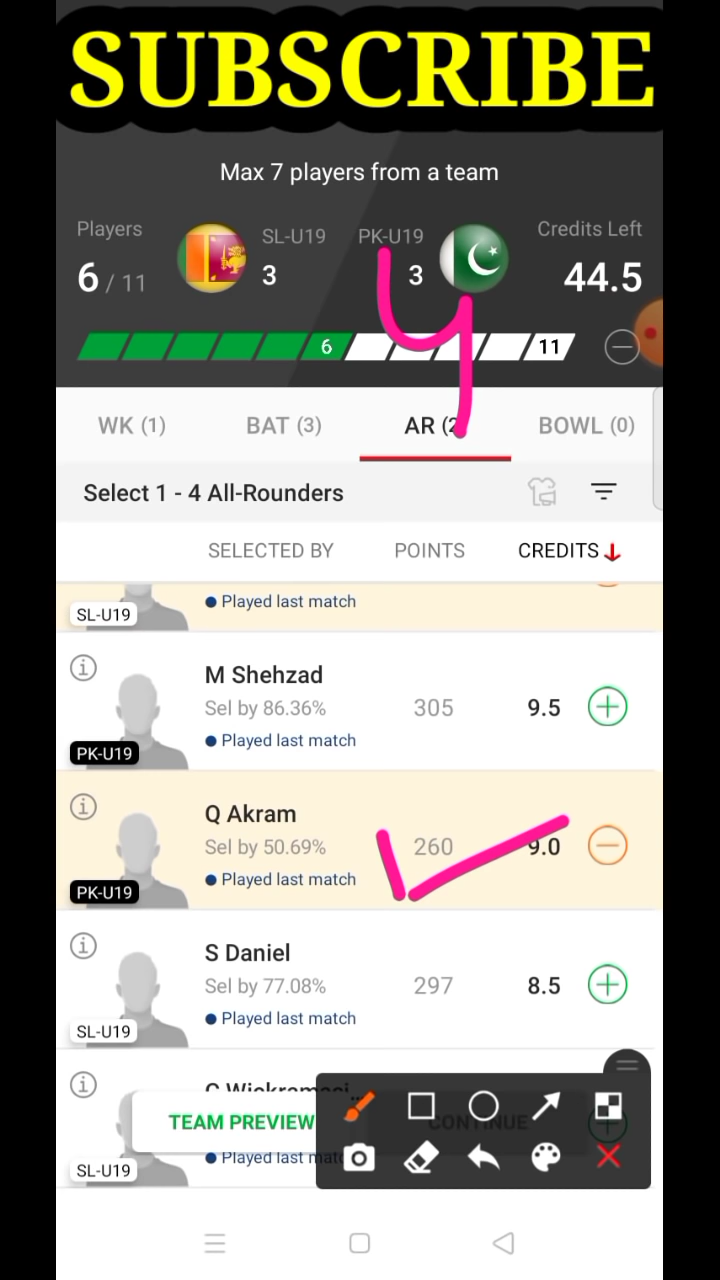 SUBSCRIBE
Max 7 players from a team
Players SL-U19 PK-U19 Credits Left
6 / 11 3 3 44.5
6 11
WK (1) BAT (3) AR (2 BOWL (0)
Select 1 - 4 All-Rounders
SELECTED BY POINTS CREDITS
Played last match
SL-U19
M Shehzad
Sel by 86.36% 305 9.5
Played last match
PK-U19
Q Akram
Sel by 50.69% 260 9.0
Played last match
PK-U19
S Daniel
Sel by 77.08% 297 8.5
Played last match
SL-U19
TEAM PREVIEW CONTINUE
Played last
SL-U19